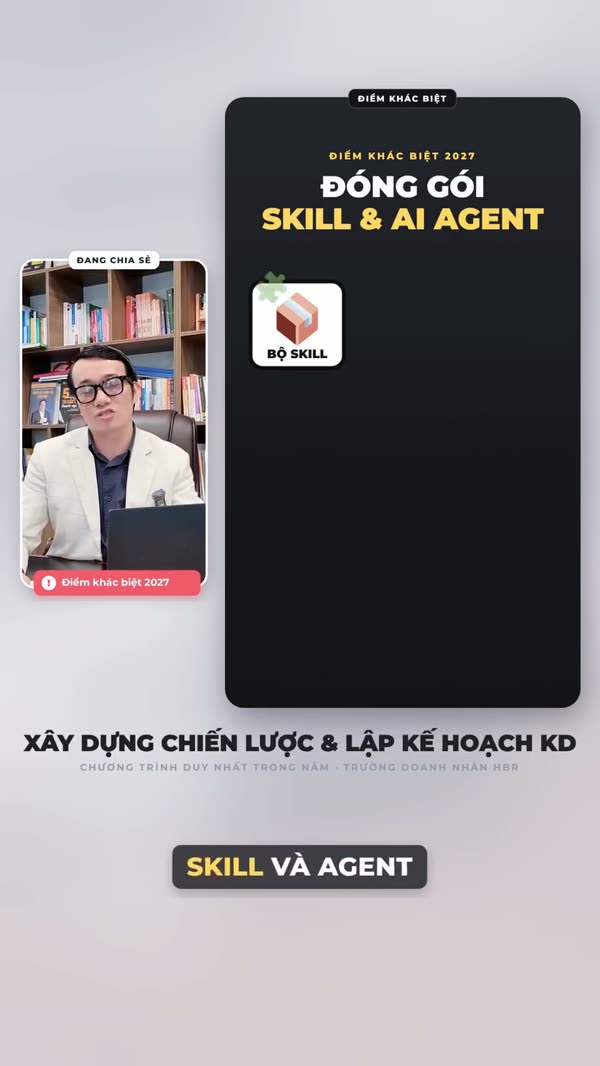 ĐIỂM KHÁC BIỆT
ĐIỂM KHÁC BIỆT 2027
ĐÓNG GÓI
SKILL & AI AGENT
BỘ SKILL
ĐANG CHIA SẺ
! Điểm khác biệt 2027
XÂY DỰNG CHIẾN LƯỢC & LẬP KẾ HOẠCH KD
CHƯƠNG TRÌNH DUY NHẤT TRONG NĂM · TRƯỜNG DOANH NHÂN HBR
SKILL VÀ AGENT